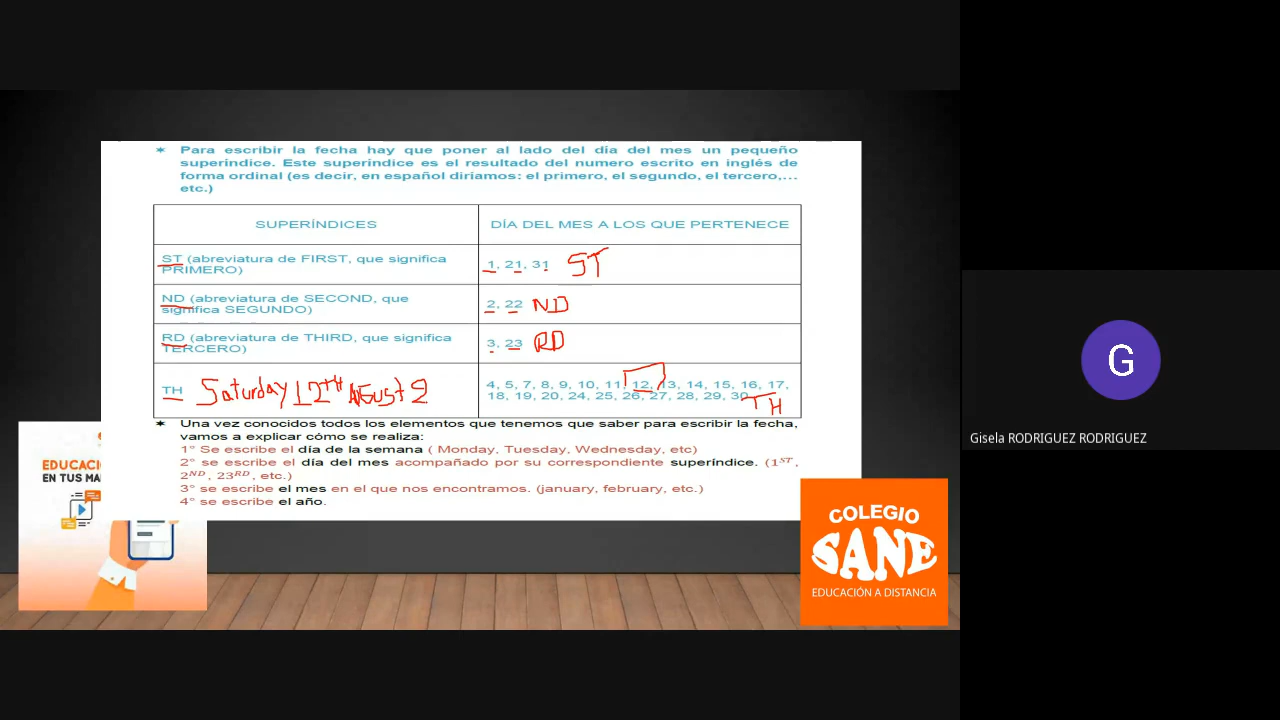 ✶ Para escribir la fecha hay que poner al lado del día del mes un pequeño
superíndice. Este superíndice es el resultado del numero escrito en inglés de
forma ordinal (es decir, en español diriamos: el primero, el segundo, el tercero,...
etc.)
SUPERÍNDICES
DÍA DEL MES A LOS QUE PERTENECE
ST (abreviatura de FIRST, que significa
PRIMERO)
1, 21, 31 ST
ND (abreviatura de SECOND, que
significa SEGUNDO)
2, 22 ND
RD (abreviatura de THIRD, que significa
TERCERO)
3, 23 RD
TH Saturday 12TH AGUST 2
4, 5, 7, 8, 9, 10, 11, 12, 13, 14, 15, 16, 17,
18, 19, 20, 24, 25, 26, 27, 28, 29, 30 TH
✶ Una vez conocidos todos los elementos que tenemos que saber para escribir la fecha,
vamos a explicar cómo se realiza:
1° Se escribe el día de la semana ( Monday, Tuesday, Wednesday, etc)
2° se escribe el día del mes acompañado por su correspondiente superíndice. (1ST,
2ND, 23RD, etc.)
3° se escribe el mes en el que nos encontramos. (january, february, etc.)
4° se escribe el año.
EDUCACI
EN TUS MA
COLEGIO
SANE
EDUCACIÓN A DISTANCIA
G
Gisela RODRIGUEZ RODRIGUEZ